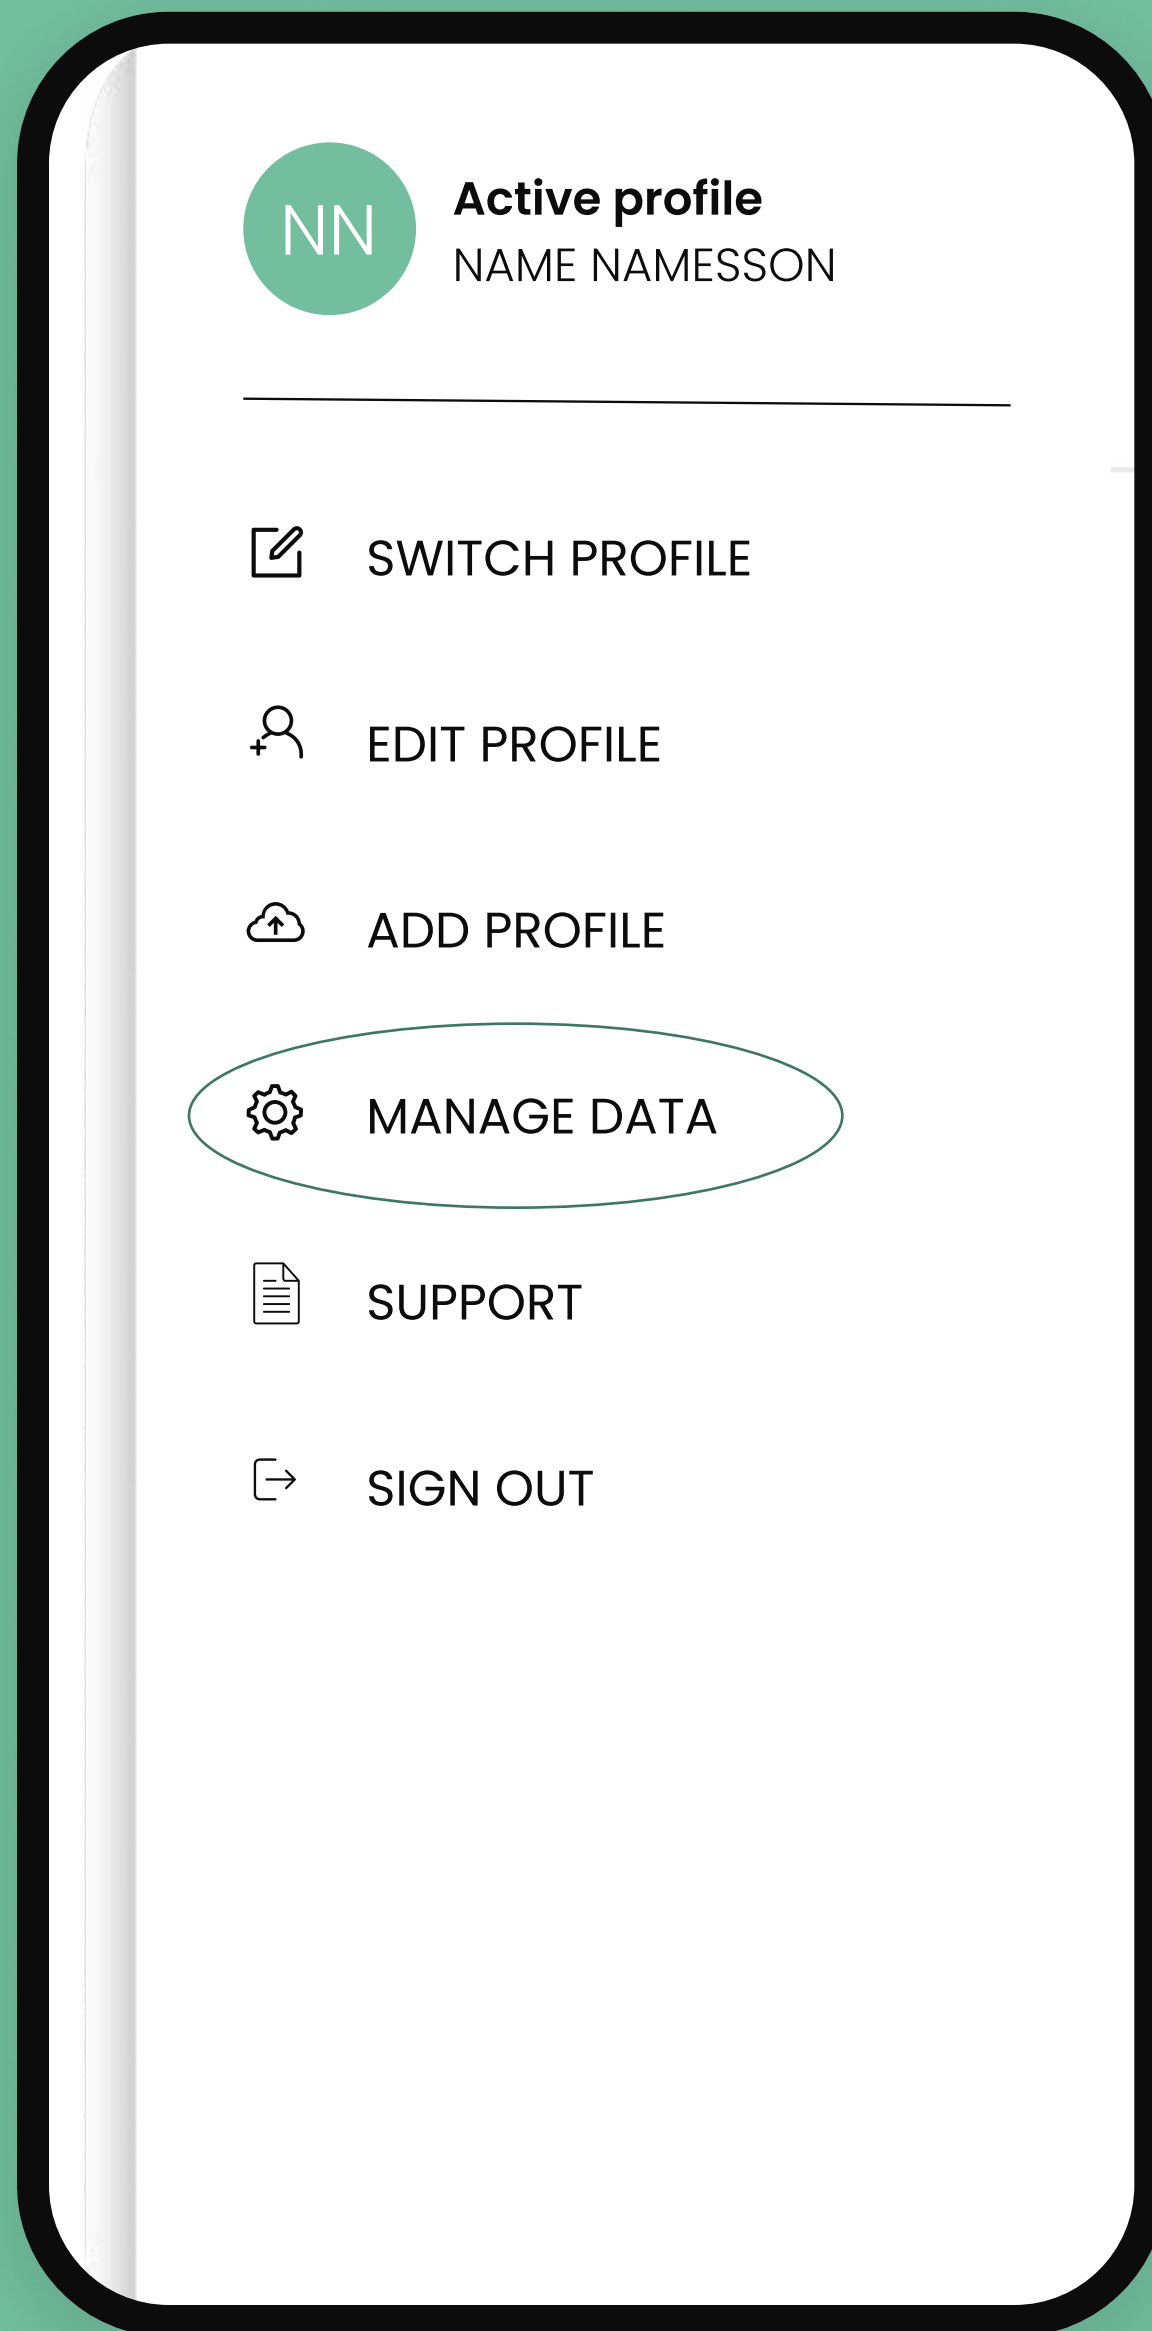 NN
Active profile
NAME NAMESSON
SWITCH PROFILE
EDIT PROFILE
ADD PROFILE
MANAGE DATA
SUPPORT
SIGN OUT